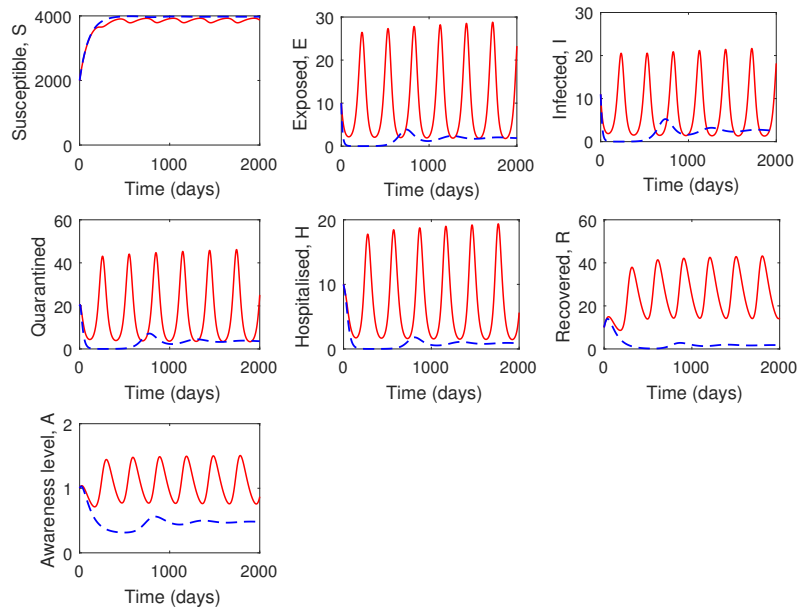 4000
2000
0
Susceptible, S
0 1000 2000
Time (days)
30
20
10
0
Exposed, E
0 1000 2000
Time (days)
30
20
10
0
Infected, I
0 1000 2000
Time (days)
60
40
20
0
Quarantined
0 1000 2000
Time (days)
20
10
0
Hospitalised, H
0 1000 2000
Time (days)
60
40
20
0
Recovered, R
0 1000 2000
Time (days)
2
1
0
Awareness level, A
0 1000 2000
Time (days)